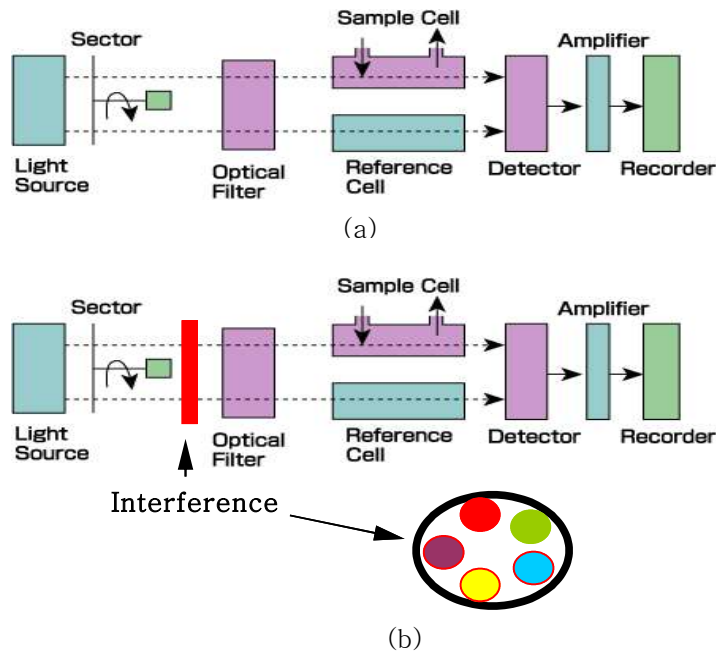 Sector
Sample Cell
Amplifier
Light
Source
Optical
Filter
Reference
Cell
Detector
Recorder
(a)
Sector
Sample Cell
Amplifier
Light
Source
Optical
Filter
Reference
Cell
Detector
Recorder
Interference
(b)